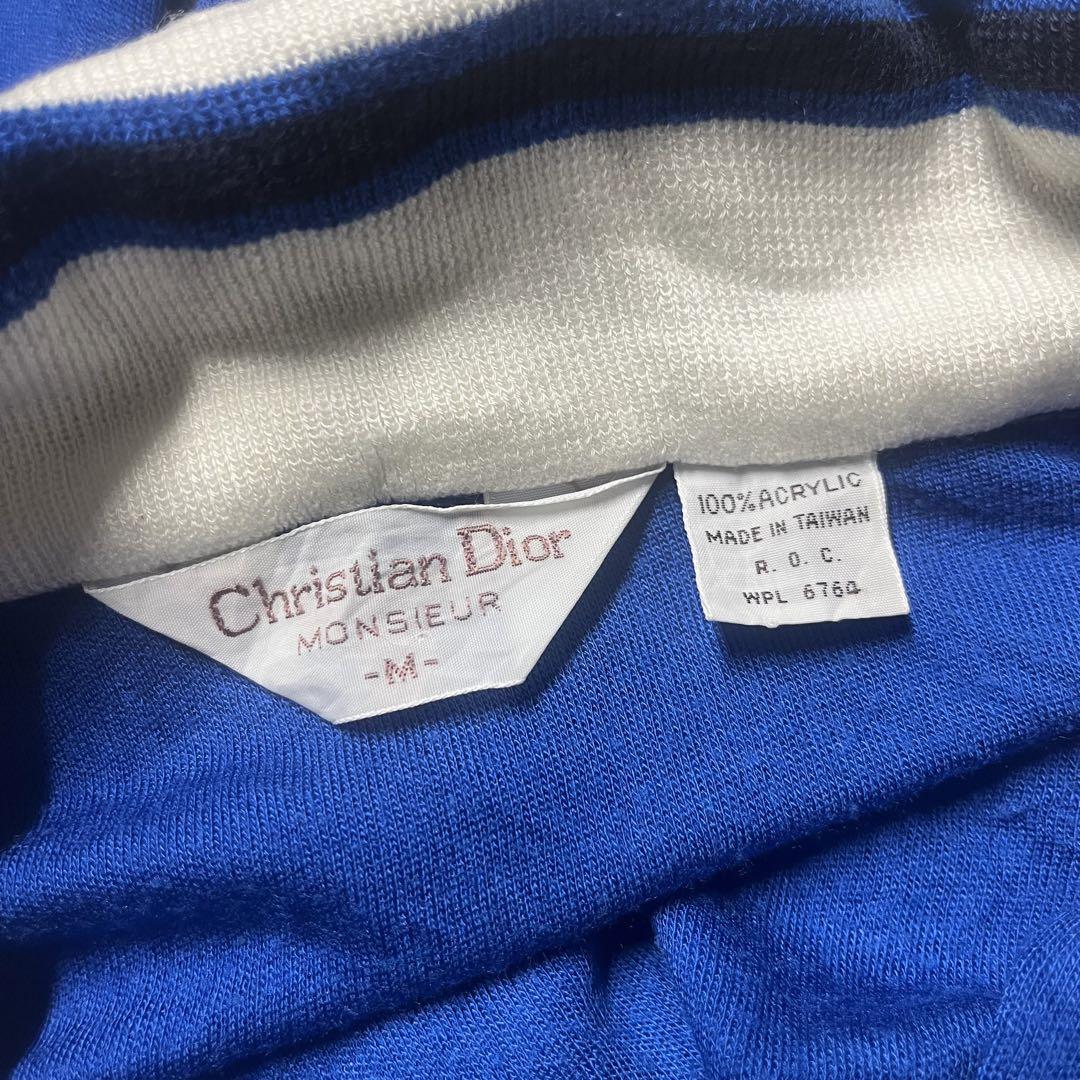 Christian Dior
MONSIEUR
-M-
100% ACRYLIC
MADE IN TAIWAN
R. O. C.
WPL 6764